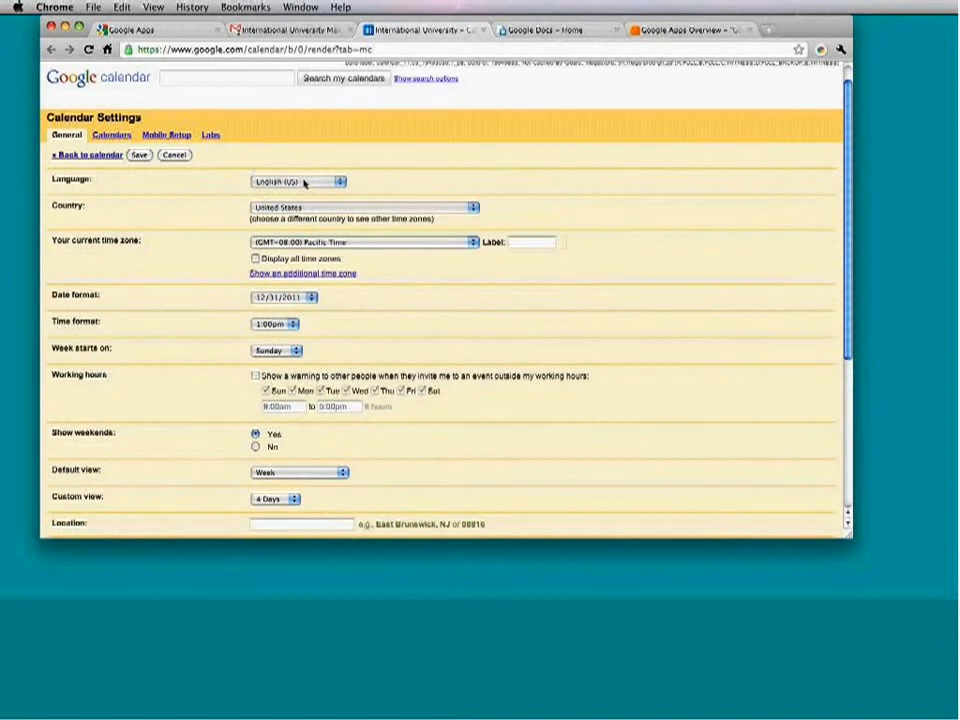 Chrome File Edit View History Bookmarks Window Help
Google Apps
International University Ma
International University - C
Google Docs - Home
Google Apps Overview - "G
https://www.google.com/calendar/b/0/render?tab=mc
Google calendar
Search my calendars
Show search options
Calendar Settings
General Calendars Mobile Setup Labs
« Back to calendar Save Cancel
Language: English (US)
Country: United States
(choose a different country to see other time zones)
Your current time zone: (GMT-08:00) Pacific Time Label:
Display all time zones
Show an additional time zone
Date format: 12/31/2011
Time format: 1:00pm
Week starts on: Sunday
Working hours Show a warning to other people when they invite me to an event outside my working hours:
Sun Mon Tue Wed Thu Fri Sat
9:00am to 5:00pm 8 hours
Show weekends: Yes
No
Default view: Week
Custom view: 4 Days
Location: e.g., East Brunswick, NJ or 08816